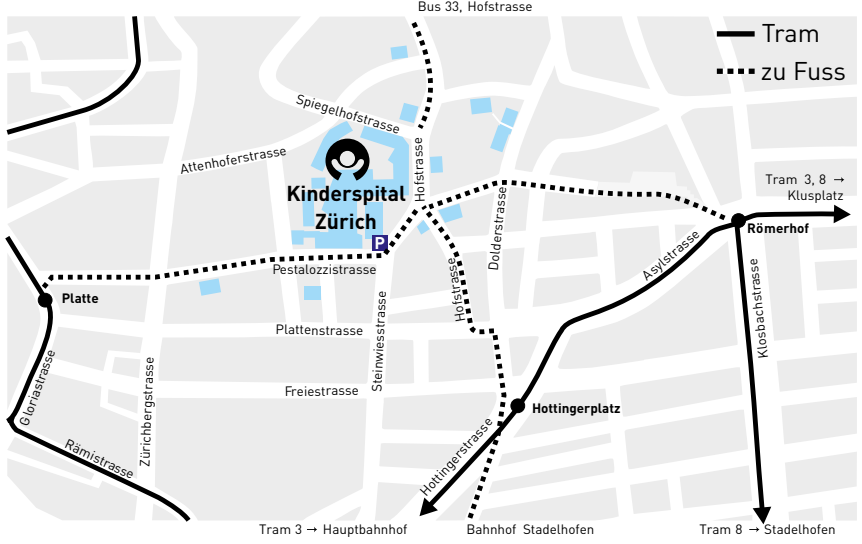 Bus 33, Hofstrasse
Tram
zu Fuss
Spiegelhofstrasse
Attenhoferstrasse
Hofstrasse
Kinderspital
Zürich
P
Tram 3, 8 →
Klusplatz
Römerhof
Dolderstrasse
Asylstrasse
Pestalozzistrasse
Hofstrasse
Platte
Plattenstrasse
Steinwiesstrasse
Klosbachstrasse
Gloriastrasse
Zürichbergstrasse
Freiestrasse
Hottingerplatz
Rämistrasse
Hottingerstrasse
Tram 3 → Hauptbahnhof
Bahnhof Stadelhofen
Tram 8 → Stadelhofen